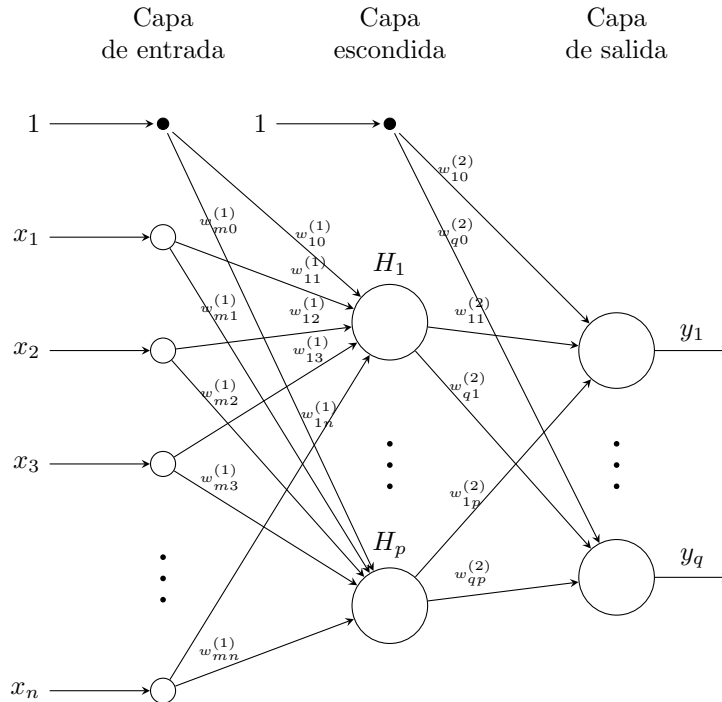 Capa
de entrada
Capa
escondida
Capa
de salida
1
1
w_{10}^{(2)}
w_{m0}^{(1)}
w_{10}^{(1)}
w_{q0}^{(2)}
x_1
H_1
w_{11}^{(1)}
w_{m1}^{(1)}
w_{12}^{(1)}
w_{11}^{(2)}
y_1
x_2
w_{13}^{(1)}
w_{m2}^{(1)}
w_{q1}^{(2)}
w_{1n}^{(1)}
x_3
w_{m3}^{(1)}
w_{1p}^{(2)}
H_p
w_{qp}^{(2)}
y_q
w_{mn}^{(1)}
x_n